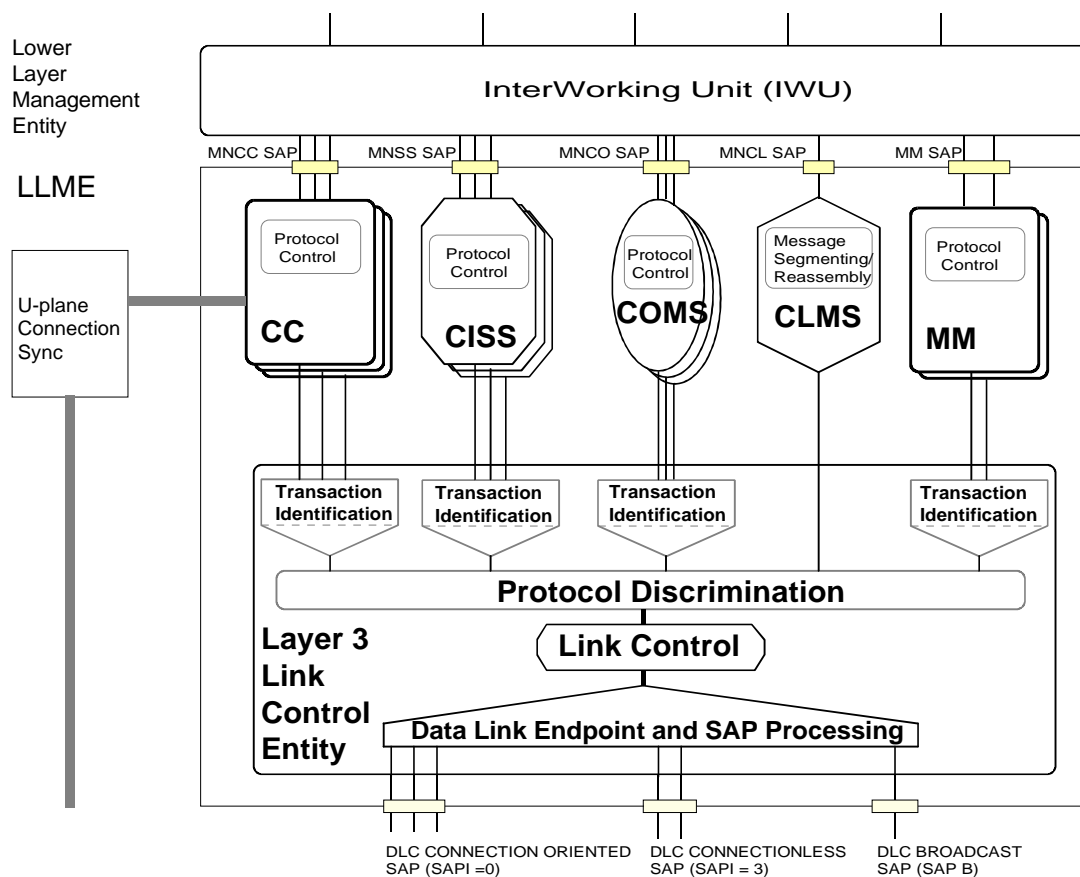 Lower
Layer
Management
Entity
LLME
InterWorking Unit (IWU)
MNCC SAP
MNSS SAP
MNCO SAP
MNCL SAP
MM SAP
Protocol
Control
CC
Protocol
Control
CISS
Protocol
Control
COMS
Message
Segmenting/
Reassembly
CLMS
Protocol
Control
MM
U-plane
Connection
Sync
Transaction
Identification
Transaction
Identification
Transaction
Identification
Transaction
Identification
Protocol Discrimination
Link Control
Layer 3
Link
Control
Entity
Data Link Endpoint and SAP Processing
DLC CONNECTION ORIENTED
SAP (SAPI =0)
DLC CONNECTIONLESS
SAP (SAPI = 3)
DLC BROADCAST
SAP (SAP B)